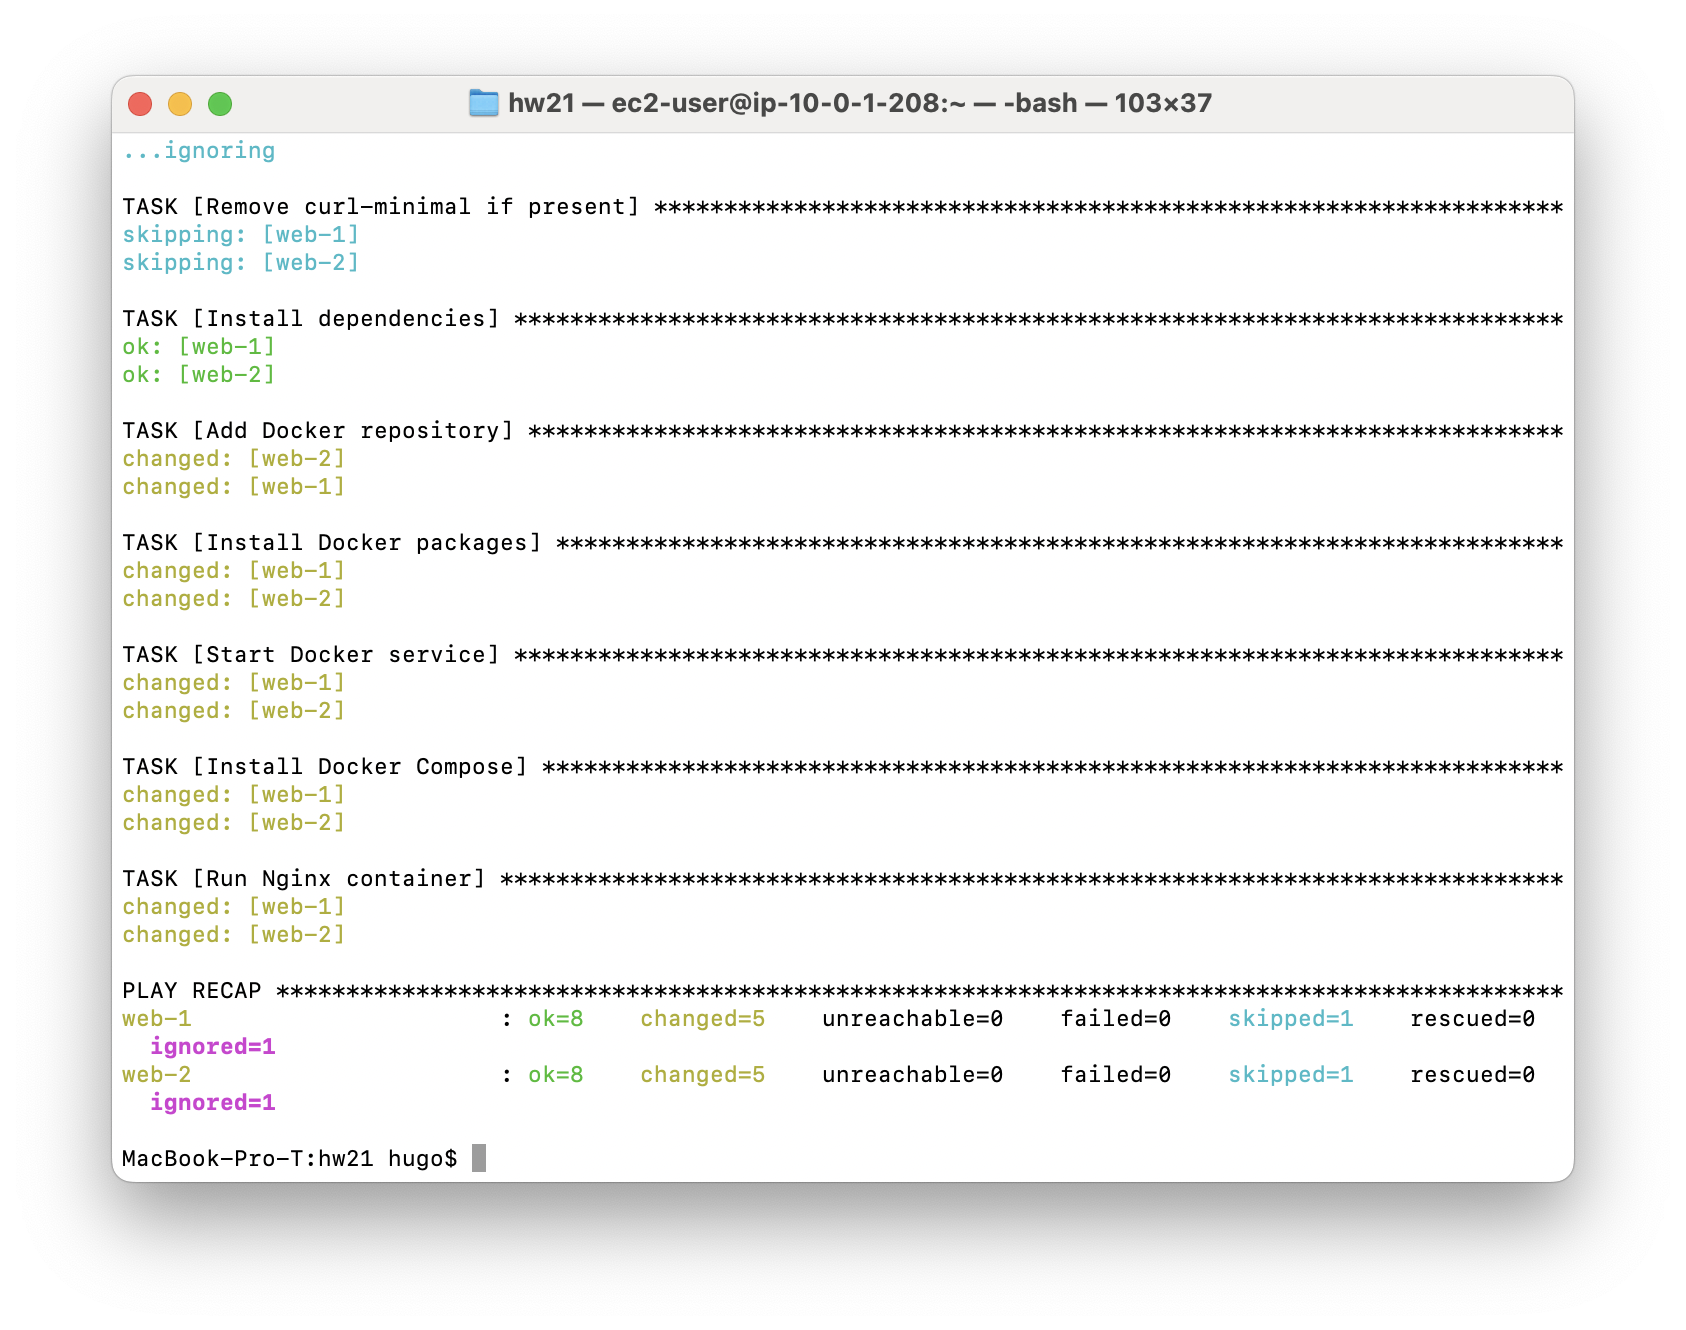 hw21 — ec2-user@ip-10-0-1-208:~ — -bash — 103×37
...ignoring
TASK [Remove curl-minimal if present] *****************************************************************
skipping: [web-1]
skipping: [web-2]
TASK [Install dependencies] ***************************************************************************
ok: [web-1]
ok: [web-2]
TASK [Add Docker repository] **************************************************************************
changed: [web-2]
changed: [web-1]
TASK [Install Docker packages] ************************************************************************
changed: [web-1]
changed: [web-2]
TASK [Start Docker service] ***************************************************************************
changed: [web-1]
changed: [web-2]
TASK [Install Docker Compose] *************************************************************************
changed: [web-1]
changed: [web-2]
TASK [Run Nginx container] ****************************************************************************
changed: [web-1]
changed: [web-2]
PLAY RECAP ********************************************************************************************
web-1                      : ok=8    changed=5    unreachable=0    failed=0    skipped=1    rescued=0
  ignored=1
web-2                      : ok=8    changed=5    unreachable=0    failed=0    skipped=1    rescued=0
  ignored=1
MacBook-Pro-T:hw21 hugo$